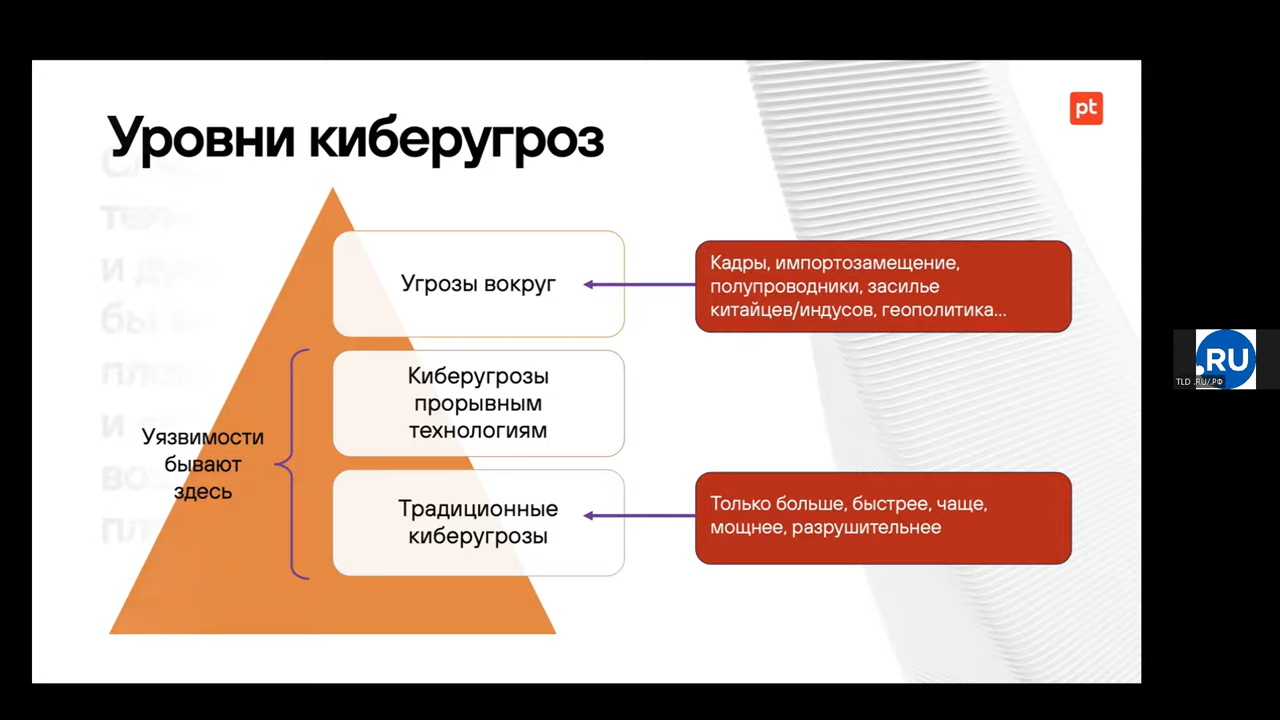 Уровни киберугроз
pt
Угрозы вокруг
Кадры, импортозамещение,
полупроводники, засилье
китайцев/индусов, геополитика...
Киберугрозы
прорывным
технологиям
Уязвимости
бывают
здесь
Традиционные
киберугрозы
Только больше, быстрее, чаще,
мощнее, разрушительнее
.RU
TLD .RU/.РФ